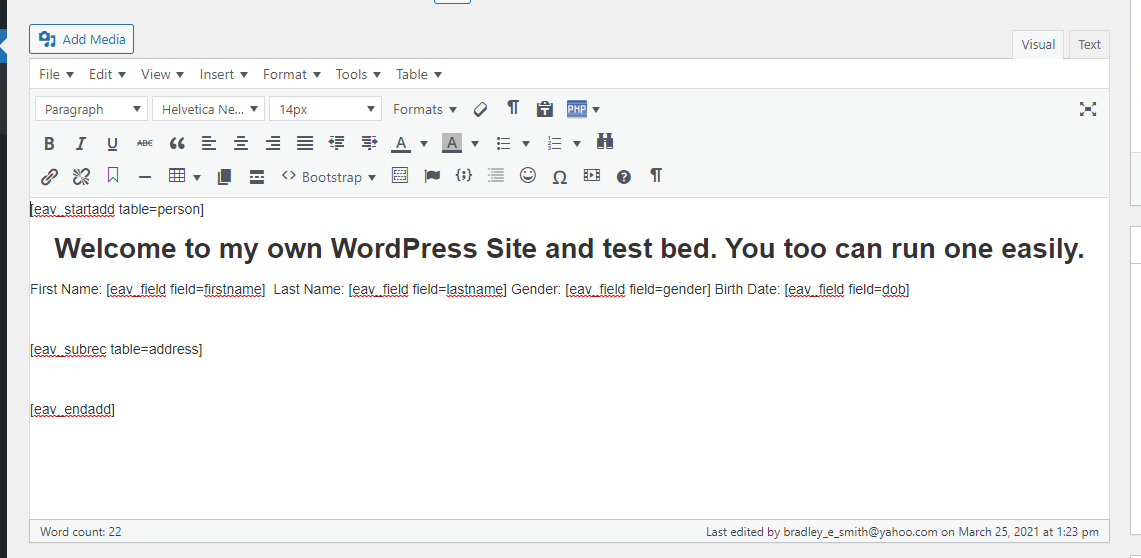 Add Media
Visual Text
File Edit View Insert Format Tools Table
Paragraph Helvetica Ne... 14px Formats PHP
B I U ABC A A
Bootstrap
[eav_startadd table=person]
Welcome to my own WordPress Site and test bed. You too can run one easily.
First Name: [eav_field field=firstname] Last Name: [eav_field field=lastname] Gender: [eav_field field=gender] Birth Date: [eav_field field=dob]
[eav_subrec table=address]
[eav_endadd]
Word count: 22 Last edited by bradley_e_smith@yahoo.com on March 25, 2021 at 1:23 pm